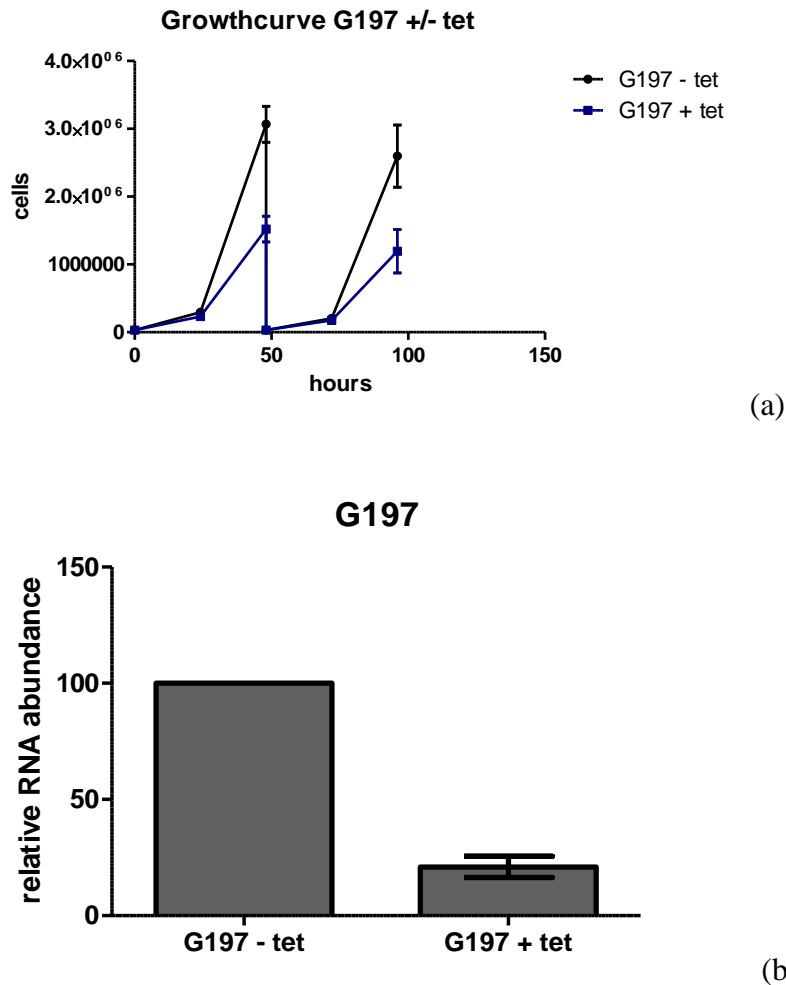 Growthcurve G197 +/- tet
4.0×10⁰⁶
3.0×10⁰⁶
2.0×10⁰⁶
1000000
0
cells
0 50 100 150
hours
G197 - tet
G197 + tet
(a)
G197
150
100
50
0
relative RNA abundance
G197 - tet G197 + tet
(b